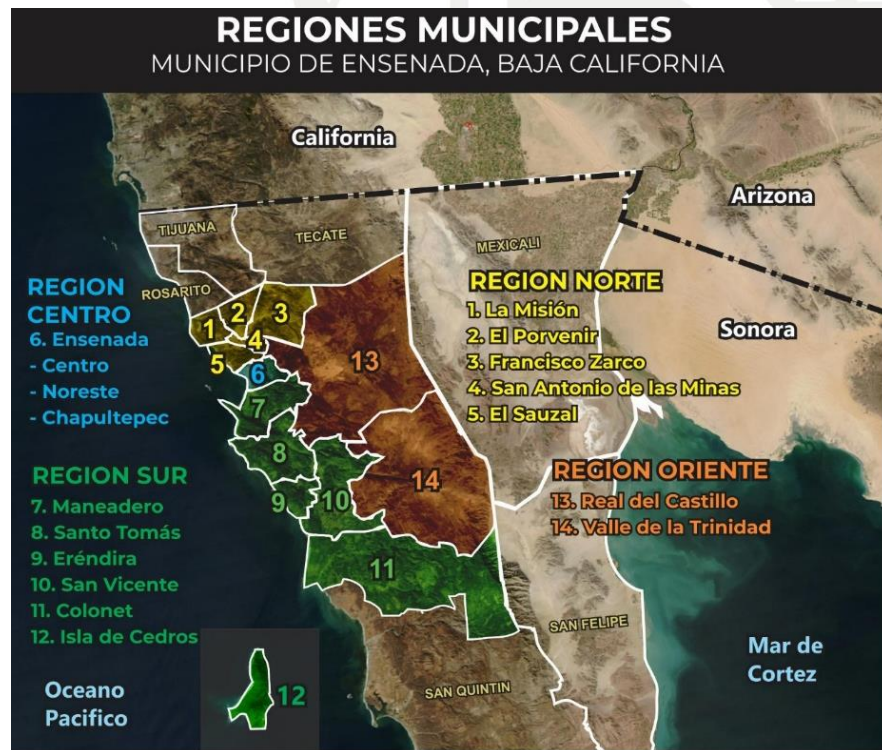 REGIONES MUNICIPALES
MUNICIPIO DE ENSENADA, BAJA CALIFORNIA
California
Arizona
TIJUANA
TECATE
MEXICALI
ROSARITO
Sonora
REGION
CENTRO
6. Ensenada
- Centro
- Noreste
- Chapultepec
REGION NORTE
1. La Misión
2. El Porvenir
3. Francisco Zarco
4. San Antonio de las Minas
5. El Sauzal
1
2
3
4
5
6
13
7
8
9
10
14
11
REGION SUR
7. Maneadero
8. Santo Tomás
9. Eréndira
10. San Vicente
11. Colonet
12. Isla de Cedros
REGION ORIENTE
13. Real del Castillo
14. Valle de la Trinidad
SAN FELIPE
SAN QUINTIN
Mar de
Cortez
Oceano
Pacifico
12